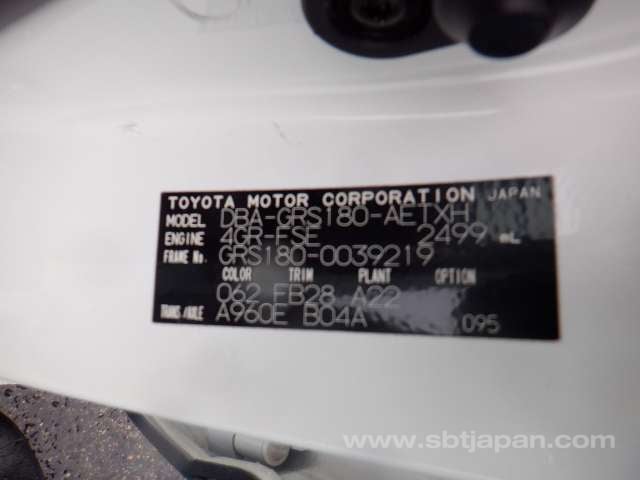 TOYOTA MOTOR CORPORATION JAPAN
MODEL DBA-GRS180-AETXH
ENGINE 4GR-FSE 2499 mL
FRAME No. GRS180-0039219
COLOR TRIM PLANT OPTION
062 FB28 A22
TRANS/AXLE A960E B04A 095
www.sbtjapan.com